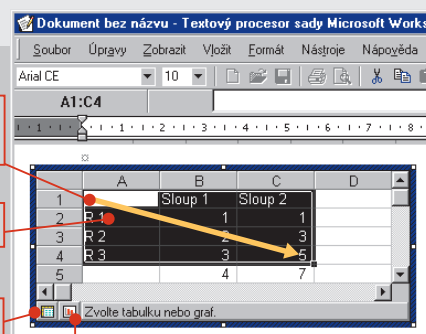 Dokument bez názvu - Textový procesor sady Microsoft Works
Soubor Úpravy Zobrazit Vložit Formát Nástroje Nápověda
Arial CE 10
A1:C4
1 1 2 3 4 5 6 7 8
A B C D
1 Sloup 1 Sloup 2
2 R 1 1 1
3 R 2 2 3
4 R 3 3 5
5 4 7
Zvolte tabulku nebo graf.